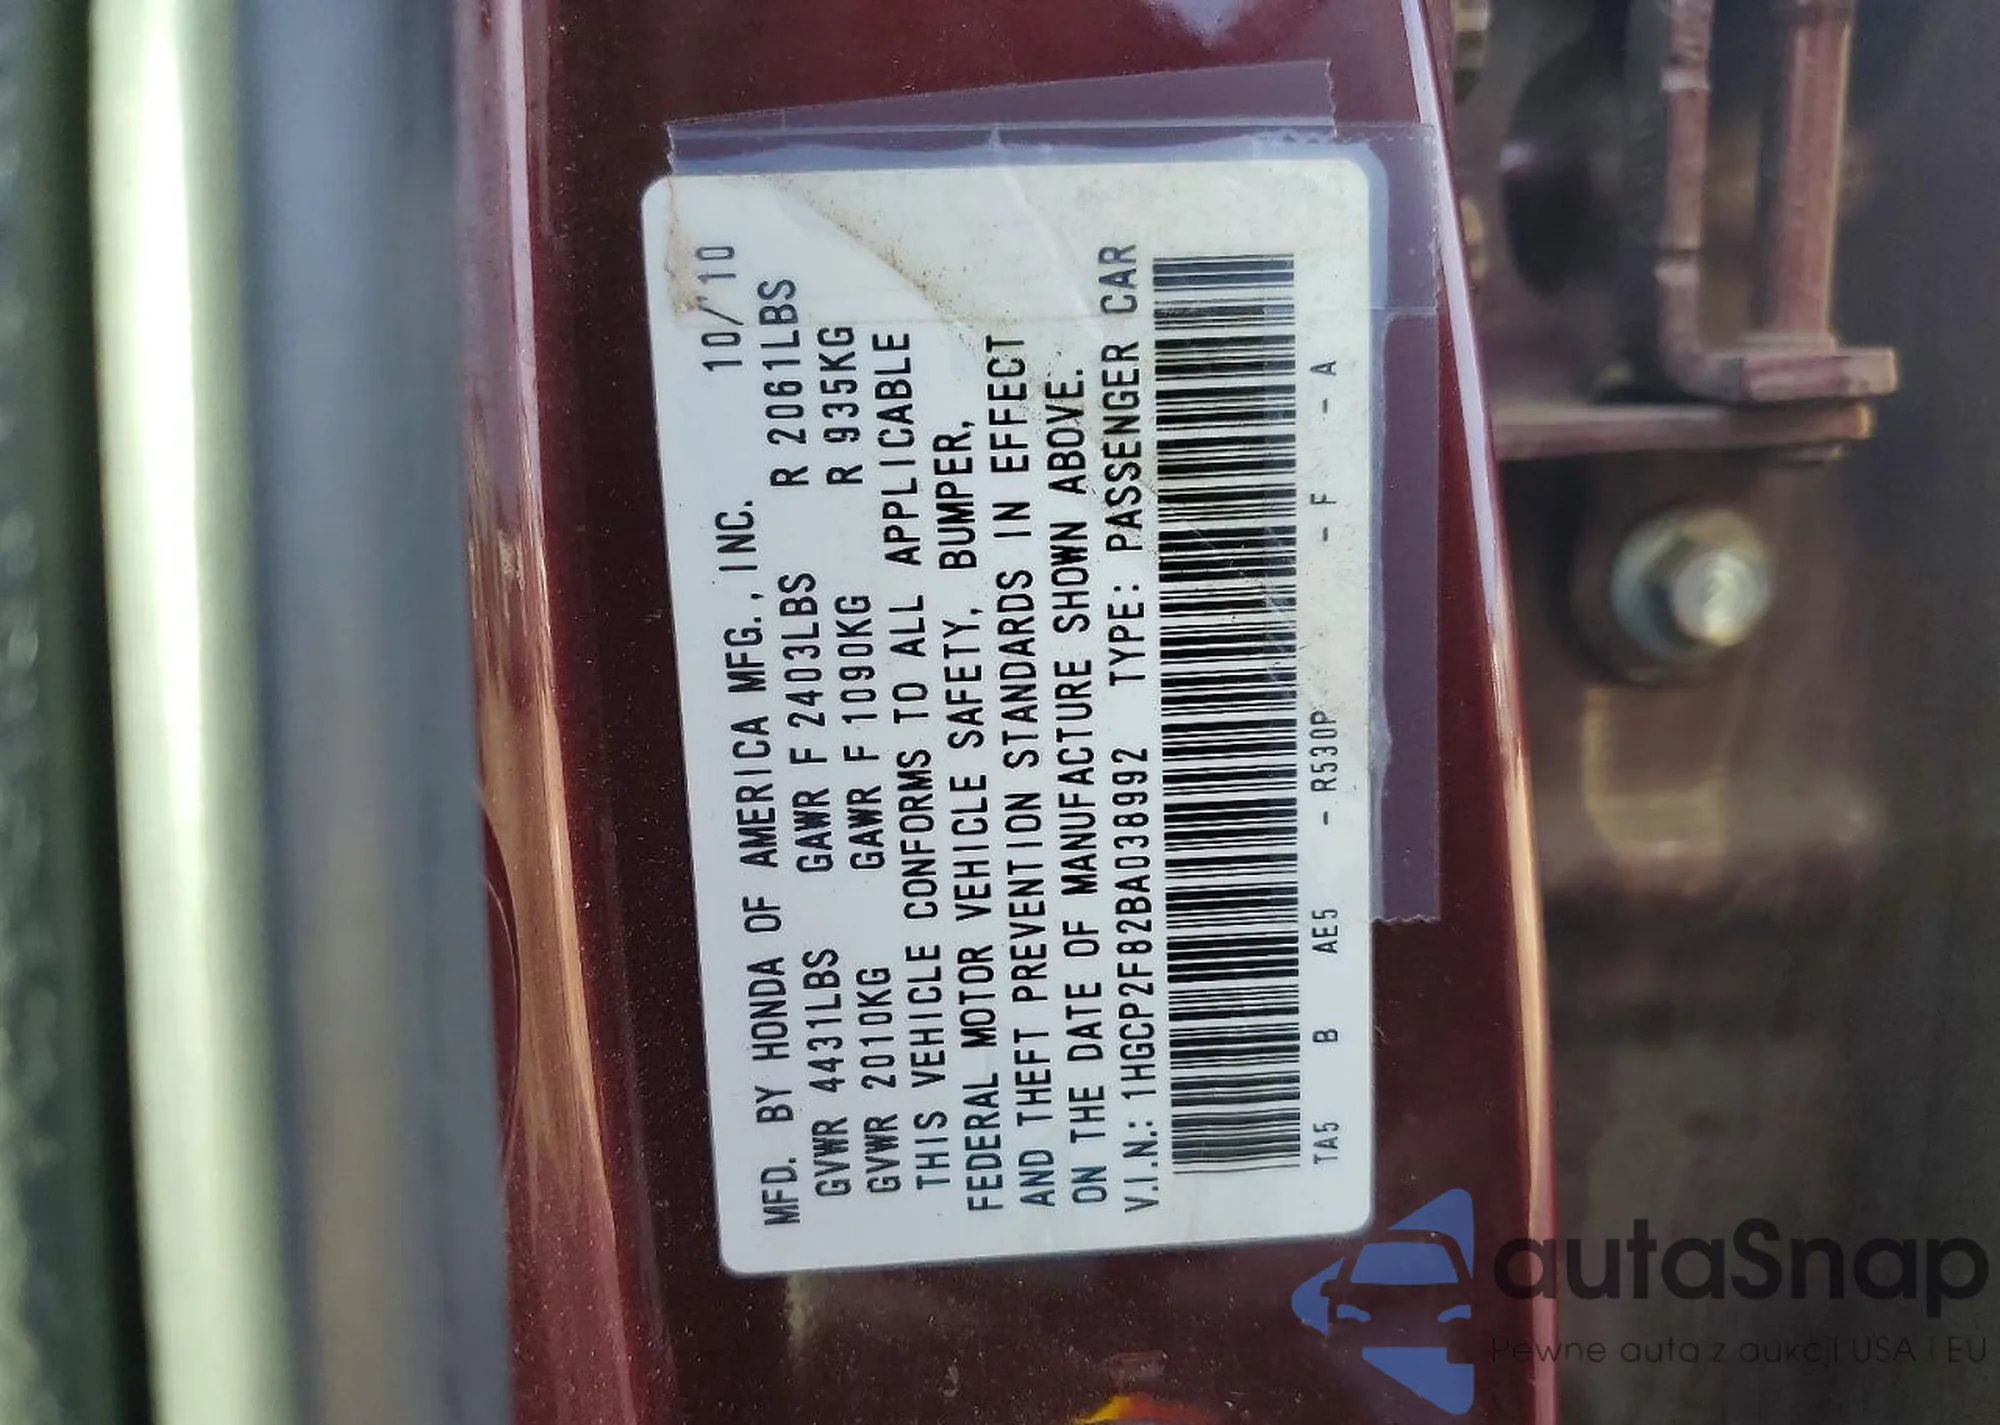 MFD. BY HONDA OF AMERICA MFG., INC. 10/'10
GVWR 4431LBS GAWR F 2403LBS R 2061LBS
GVWR 2010KG GAWR F 1090KG R 935KG
THIS VEHICLE CONFORMS TO ALL APPLICABLE
FEDERAL MOTOR VEHICLE SAFETY, BUMPER,
AND THEFT PREVENTION STANDARDS IN EFFECT
ON THE DATE OF MANUFACTURE SHOWN ABOVE.
V.I.N.: 1HGCP2F82BA038992 TYPE: PASSENGER CAR
TA5 B AE5 - R530P - F - A
autaSnap
Pewne auta z aukcji USA i EU